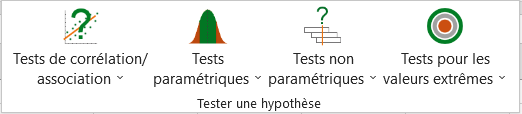 Tests de corrélation/
association
Tests
paramétriques
Tests non
paramétriques
Tests pour les
valeurs extrêmes
Tester une hypothèse